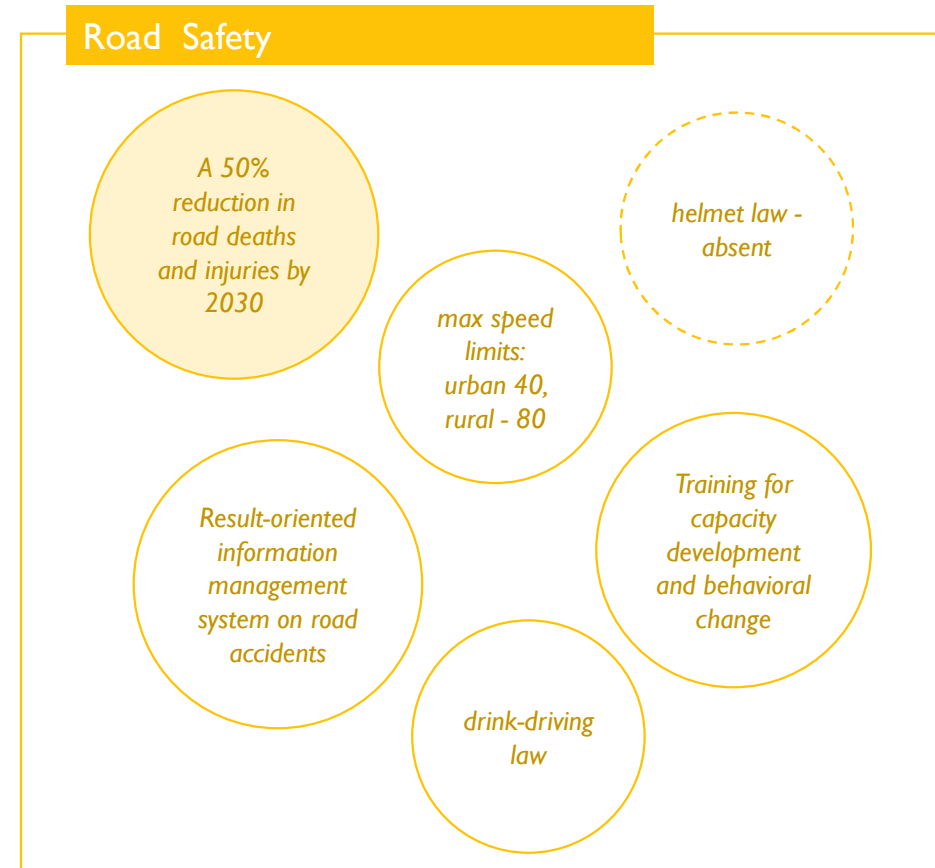 Road Safety
A 50%
reduction in
road deaths
and injuries by
2030
helmet law -
absent
max speed
limits:
urban 40,
rural - 80
Result-oriented
information
management
system on road
accidents
Training for
capacity
development
and behavioral
change
drink-driving
law